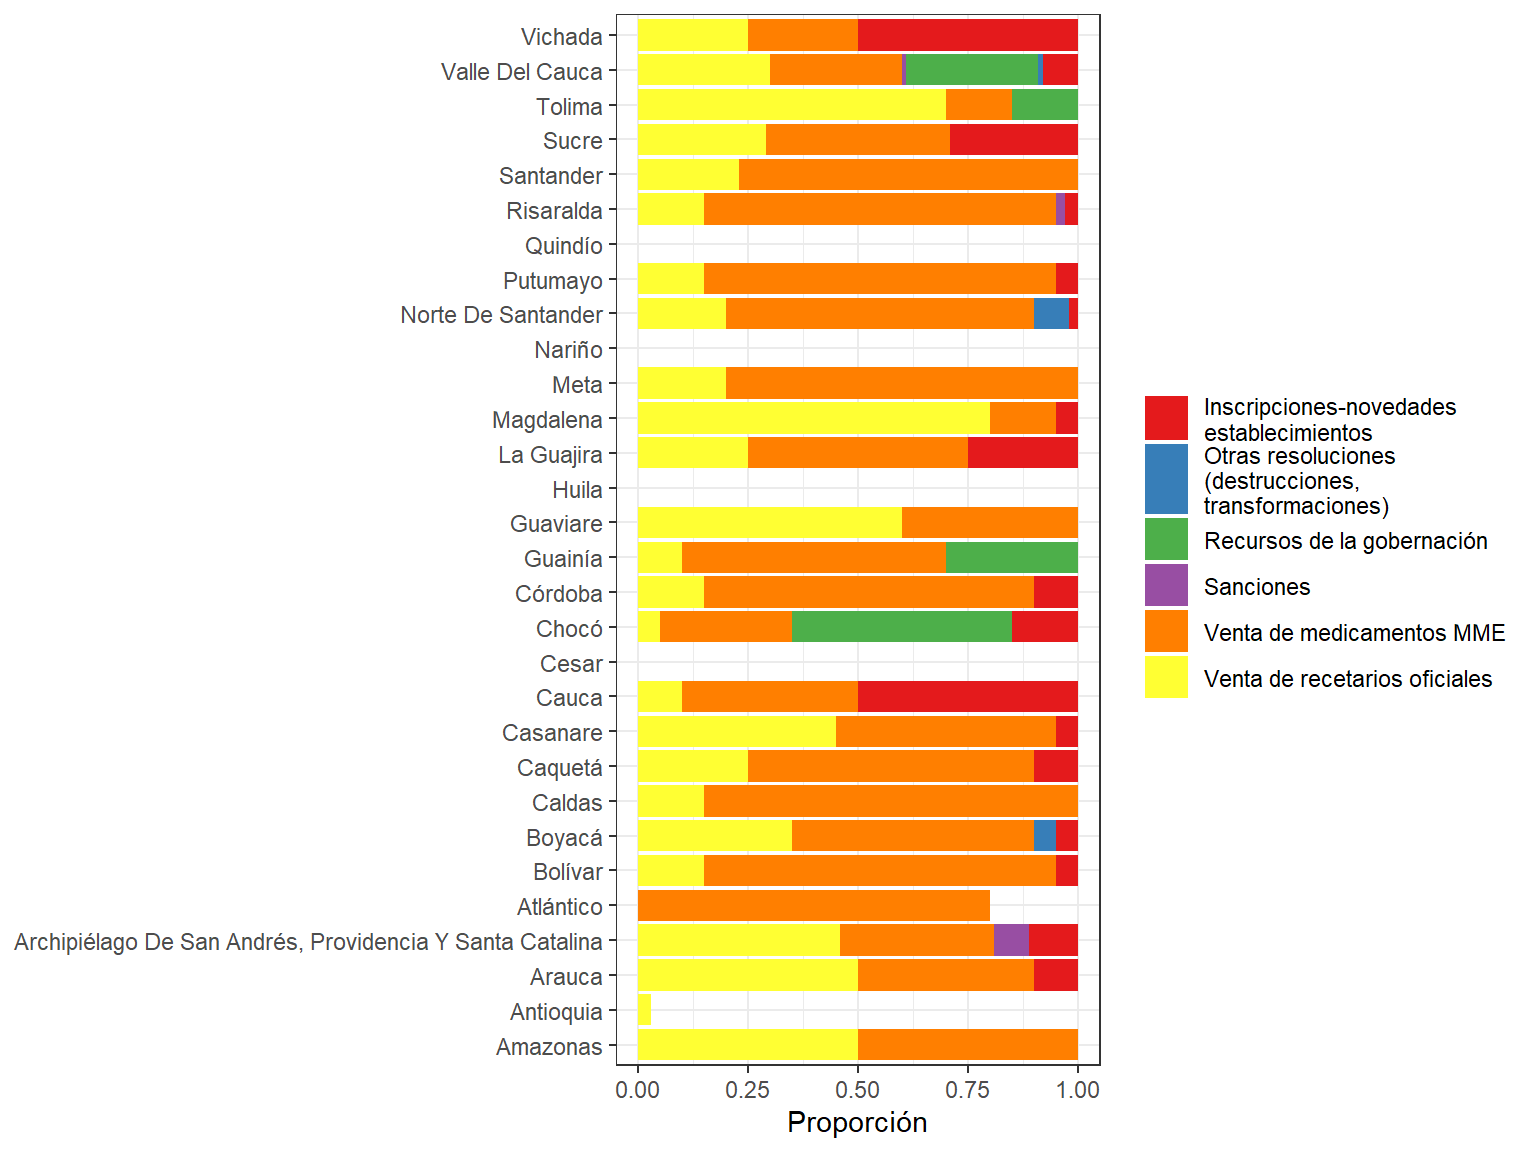 Vichada
Valle Del Cauca
Tolima
Sucre
Santander
Risaralda
Quindío
Putumayo
Norte De Santander
Nariño
Meta
Magdalena
La Guajira
Huila
Guaviare
Guainía
Córdoba
Chocó
Cesar
Cauca
Casanare
Caquetá
Caldas
Boyacá
Bolívar
Atlántico
Archipiélago De San Andrés, Providencia Y Santa Catalina
Arauca
Antioquia
Amazonas
0.00 0.25 0.50 0.75 1.00
Proporción
Inscripciones-novedades
establecimientos
Otras resoluciones
(destrucciones,
transformaciones)
Recursos de la gobernación
Sanciones
Venta de medicamentos MME
Venta de recetarios oficiales